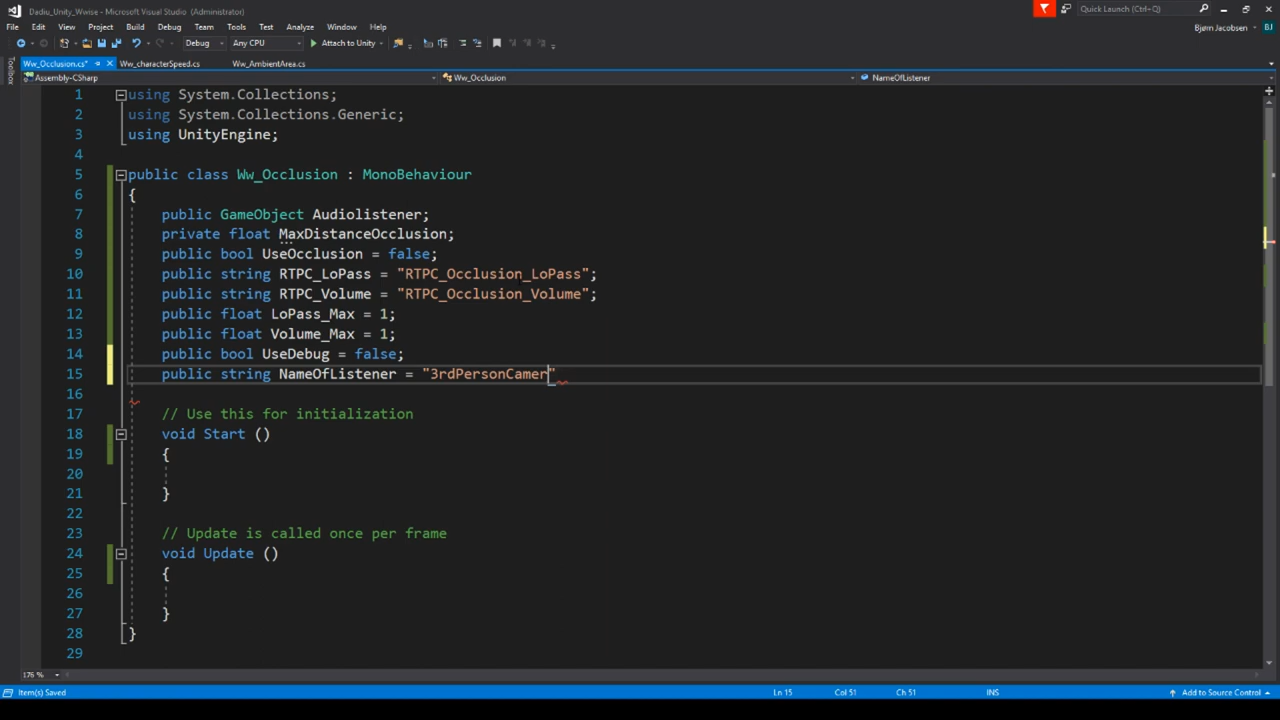 Dadiu_Unity_Wwise - Microsoft Visual Studio (Administrator)
Quick Launch (Ctrl+Q)
File Edit View Project Build Debug Team Tools Test Analyze Window Help
Bjørn Jacobsen BJ
Debug Any CPU Attach to Unity
Toolbox
Ww_Occlusion.cs* Ww_characterSpeed.cs Ww_AmbientArea.cs
Assembly-CSharp Ww_Occlusion NameOfListener
1 using System.Collections;
2 using System.Collections.Generic;
3 using UnityEngine;
4
5 public class Ww_Occlusion : MonoBehaviour
6 {
7 public GameObject Audiolistener;
8 private float MaxDistanceOcclusion;
9 public bool UseOcclusion = false;
10 public string RTPC_LoPass = "RTPC_Occlusion_LoPass";
11 public string RTPC_Volume = "RTPC_Occlusion_Volume";
12 public float LoPass_Max = 1;
13 public float Volume_Max = 1;
14 public bool UseDebug = false;
15 public string NameOfListener = "3rdPersonCamer"
16
17 // Use this for initialization
18 void Start ()
19 {
20
21 }
22
23 // Update is called once per frame
24 void Update ()
25 {
26
27 }
28 }
29
176 %
Item(s) Saved Ln 15 Col 51 Ch 51 INS Add to Source Control